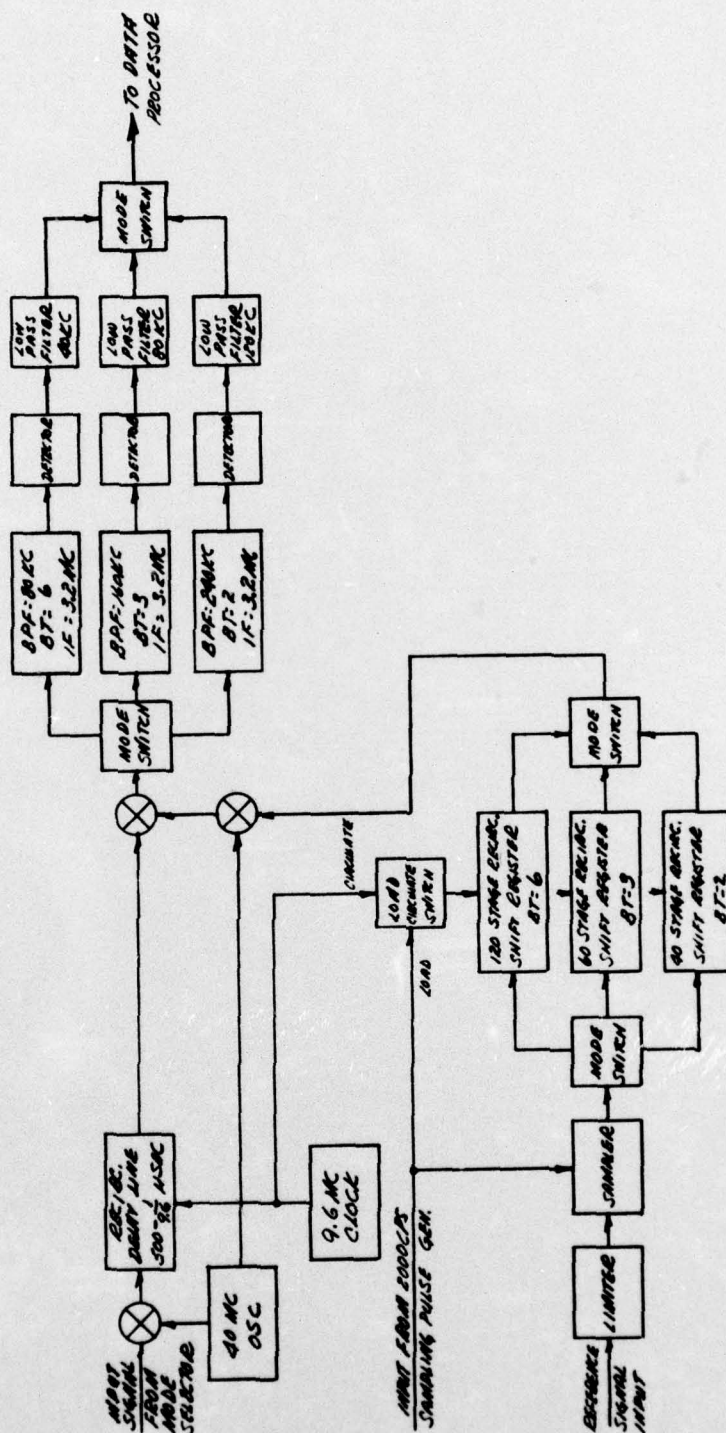 INPUT
SIGNAL
FROM
MODE
SELECTOR
40 MC
OSC
RECIRC.
DELAY LINE
500 - 1/9.6 µSEC
9.6 MC
CLOCK
INPUT FROM 2000 CPS
SAMPLING PULSE GEN.
REFERENCE
SIGNAL
INPUT
LIMITER
SAMPLER
MODE
SWITCH
LOAD
CIRCULATE
LOAD
CIRCULATE
SWITCH
120 STAGE RECIRC.
SHIFT REGISTER
BT=6
60 STAGE RECIRC.
SHIFT REGISTER
BT=3
40 STAGE RECIRC.
SHIFT REGISTER
BT=2
MODE
SWITCH
MODE
SWITCH
BPF=80 KC
BT=6
IF=3.2 MC
BPF=160 KC
BT=3
IF=3.2 MC
BPF=240 KC
BT=2
IF=3.2 MC
DETECTOR
DETECTOR
DETECTOR
LOW
PASS
FILTER
40 KC
LOW
PASS
FILTER
80 KC
LOW
PASS
FILTER
120 KC
MODE
SWITCH
TO DATA
PROCESSOR